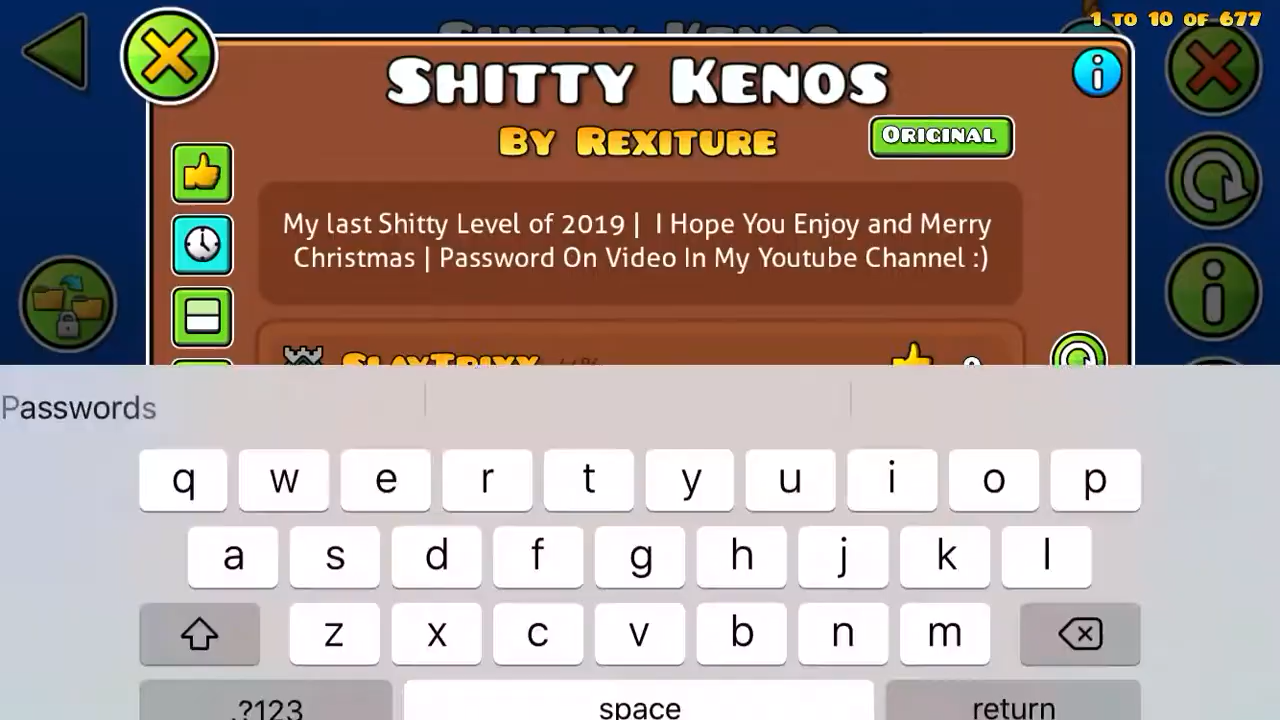 1 TO 10 OF 677
SHITTY KENOS
BY REXITURE
ORIGINAL
My last Shitty Level of 2019 | I Hope You Enjoy and Merry
Christmas | Password On Video In My Youtube Channel :)
SLAYTRIXX
Passwords
q w e r t y u i o p
a s d f g h j k l
z x c v b n m
.?123 space return